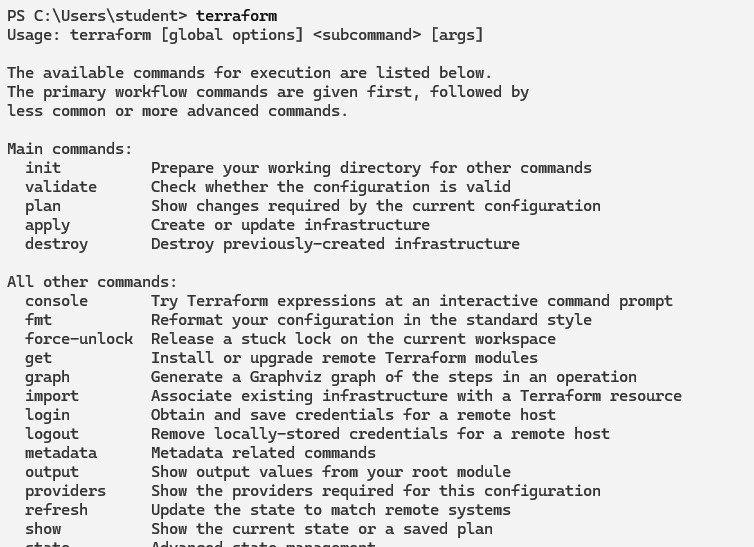 PS C:\Users\student> terraform
Usage: terraform [global options] <subcommand> [args]
The available commands for execution are listed below.
The primary workflow commands are given first, followed by
less common or more advanced commands.
Main commands:
init Prepare your working directory for other commands
validate Check whether the configuration is valid
plan Show changes required by the current configuration
apply Create or update infrastructure
destroy Destroy previously-created infrastructure
All other commands:
console Try Terraform expressions at an interactive command prompt
fmt Reformat your configuration in the standard style
force-unlock Release a stuck lock on the current workspace
get Install or upgrade remote Terraform modules
graph Generate a Graphviz graph of the steps in an operation
import Associate existing infrastructure with a Terraform resource
login Obtain and save credentials for a remote host
logout Remove locally-stored credentials for a remote host
metadata Metadata related commands
output Show output values from your root module
providers Show the providers required for this configuration
refresh Update the state to match remote systems
show Show the current state or a saved plan
state Advanced state management